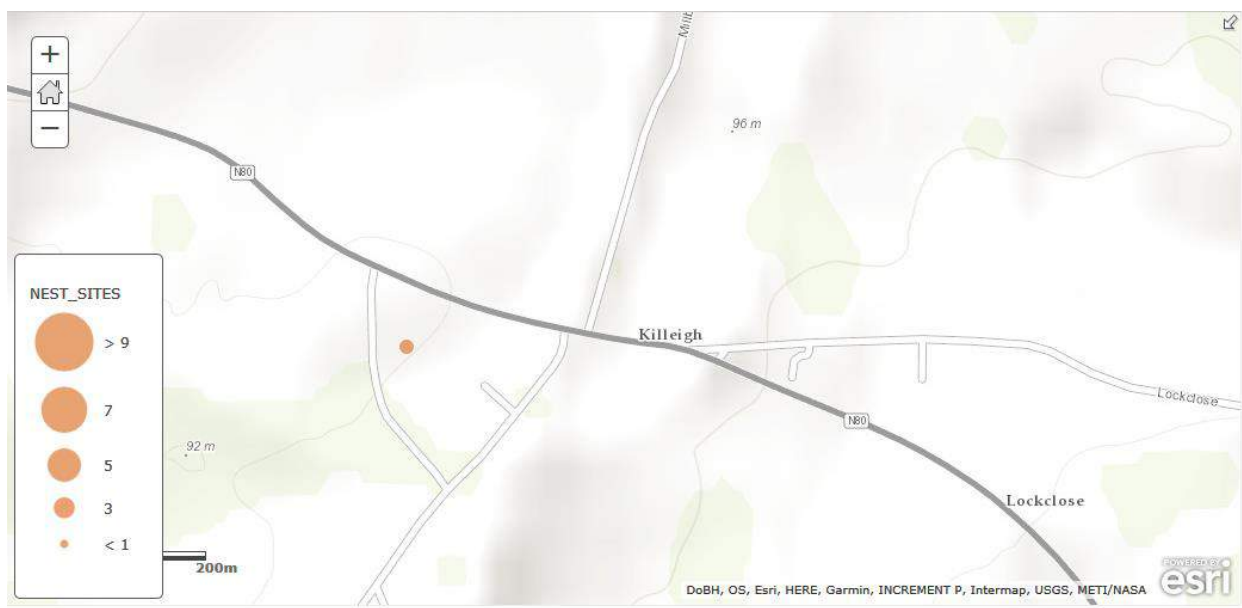 +
−
96 m
N80
NEST_SITES
> 9
7
5
3
< 1
Killeigh
Lockclose
N80
92 m
Lockclose
200m
DoBH, OS, Esri, HERE, Garmin, INCREMENT P, Intermap, USGS, METI/NASA
POWERED BY
esri